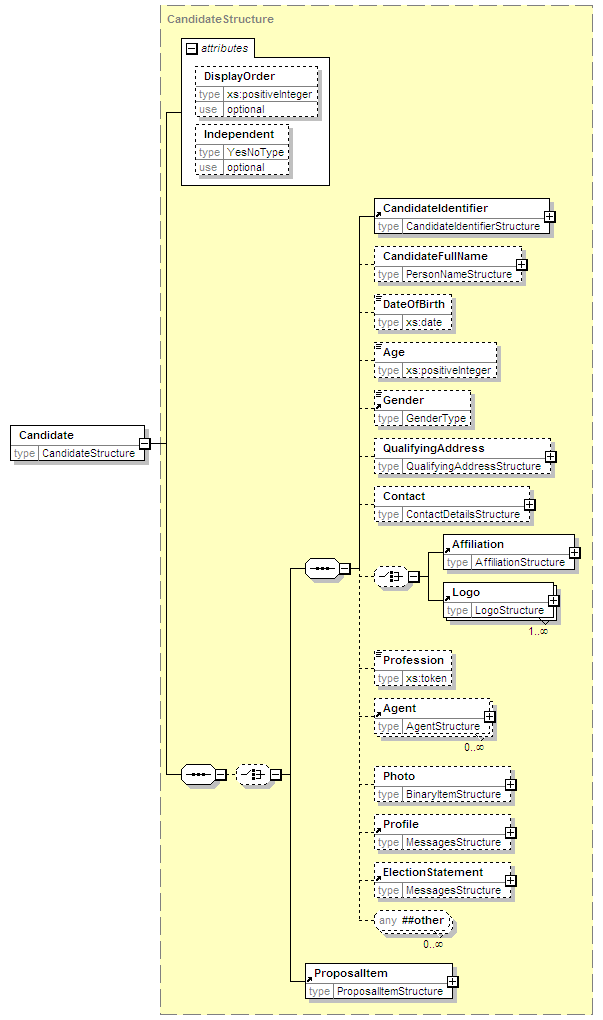 CandidateStructure
attributes
DisplayOrder
type xs:positiveInteger
use optional
Independent
type YesNoType
use optional
CandidateIdentifier
type CandidateIdentifierStructure
CandidateFullName
type PersonNameStructure
DateOfBirth
type xs:date
Age
type xs:positiveInteger
Gender
type GenderType
Candidate
type CandidateStructure
QualifyingAddress
type QualifyingAddressStructure
Contact
type ContactDetailsStructure
Affiliation
type AffiliationStructure
Logo
type LogoStructure
1..∞
Profession
type xs:token
Agent
type AgentStructure
0..∞
Photo
type BinaryItemStructure
Profile
type MessagesStructure
ElectionStatement
type MessagesStructure
any ##other
0..∞
ProposalItem
type ProposalItemStructure